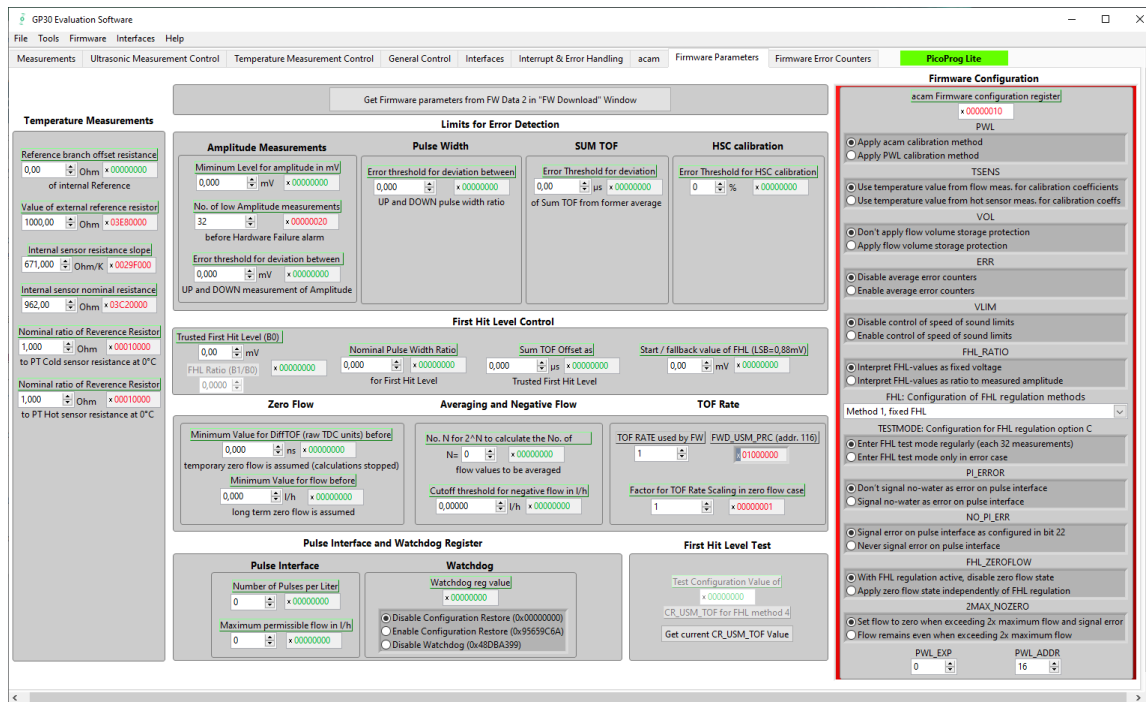 GP30 Evaluation Software
File Tools Firmware Interfaces Help
Measurements Ultrasonic Measurement Control Temperature Measurement Control General Control Interfaces Interrupt & Error Handling acam Firmware Parameters Firmware Error Counters PicoProg Lite
Get Firmware parameters from FW Data 2 in "FW Download" Window
Temperature Measurements
Reference branch offset resistance
0,00 Ohm x 00000000
of internal Reference
Value of external reference resistor
1000,00 Ohm x 03E80000
Internal sensor resistance slope
671,000 Ohm/K x 0029F000
Internal sensor nominal resistance
962,00 Ohm x 03C20000
Nominal ratio of Reverence Resistor
1,000 Ohm x 00010000
to PT Cold sensor resistance at 0°C
Nominal ratio of Reverence Resistor
1,000 Ohm x 00010000
to PT Hot sensor resistance at 0°C
Limits for Error Detection
Amplitude Measurements
Miminum Level for amplitude in mV
0,000 mV x 00000000
No. of low Amplitude measurements
32 x 00000020
before Hardware Failure alarm
Error threshold for deviation between
0,000 mV x 00000000
UP and DOWN measurement of Amplitude
Pulse Width
Error threshold for deviation between
0,000 x 00000000
UP and DOWN pulse width ratio
SUM TOF
Error Threshold for deviation
0,00 µs x 00000000
of Sum TOF from former average
HSC calibration
Error Threshold for HSC calibration
0 % x 00000000
First Hit Level Control
Trusted First Hit Level (B0)
0,00 mV
FHL Ratio (B1/B0) x 00000000
0,0000
Nominal Pulse Width Ratio
0,000 x 00000000
for First Hit Level
Sum TOF Offset as
0,000 µs x 00000000
Trusted First Hit Level
Start / fallback value of FHL (LSB=0,88mV)
0,00 mV x 00000000
Zero Flow
Minimum Value for DiffTOF (raw TDC units) before
0,000 ns x 00000000
temporary zero flow is assumed (calculations stopped)
Minimum Value for flow before
0,000 l/h x 00000000
long term zero flow is assumed
Averaging and Negative Flow
No. N for 2^N to calculate the No. of
N= 0 x 00000000
flow values to be averaged
Cutoff threshold for negative flow in l/h
0,00000 l/h x 00000000
TOF Rate
TOF RATE used by FW FWD_USM_PRC (addr. 116)
1 x 01000000
Factor for TOF Rate Scaling in zero flow case
1 x 00000001
Pulse Interface and Watchdog Register
Pulse Interface
Number of Pulses per Liter
0 x 00000000
Maximum permissible flow in l/h
0 x 00000000
Watchdog
Watchdog reg value
x 00000000
Disable Configuration Restore (0x00000000)
Enable Configuration Restore (0x95659C6A)
Disable Watchdog (0x48DBA399)
First Hit Level Test
Test Configuration Value of
x 00000000
CR_USM_TOF for FHL method 4
Get current CR_USM_TOF Value
Firmware Configuration
acam Firmware configuration register
x 00000010
PWL
Apply acam calibration method
Apply PWL calibration method
TSENS
Use temperature value from flow meas. for calibration coefficients
Use temperature value from hot sensor meas. for calibration coeffs
VOL
Don't apply flow volume storage protection
Apply flow volume storage protection
ERR
Disable average error counters
Enable average error counters
VLIM
Disable control of speed of sound limits
Enable control of speed of sound limits
FHL_RATIO
Interpret FHL-values as fixed voltage
Interpret FHL-values as ratio to measured amplitude
FHL: Configuration of FHL regulation methods
Method 1, fixed FHL
TESTMODE: Configuration for FHL regulation option C
Enter FHL test mode regularly (each 32 measurements)
Enter FHL test mode only in error case
PI_ERROR
Don't signal no-water as error on pulse interface
Signal no-water as error on pulse interface
NO_PI_ERR
Signal error on pulse interface as configured in bit 22
Never signal error on pulse interface
FHL_ZEROFLOW
With FHL regulation active, disable zero flow state
Apply zero flow state independently of FHL regulation
2MAX_NOZERO
Set flow to zero when exceeding 2x maximum flow and signal error
Flow remains even when exceeding 2x maximum flow
PWL_EXP PWL_ADDR
0 16